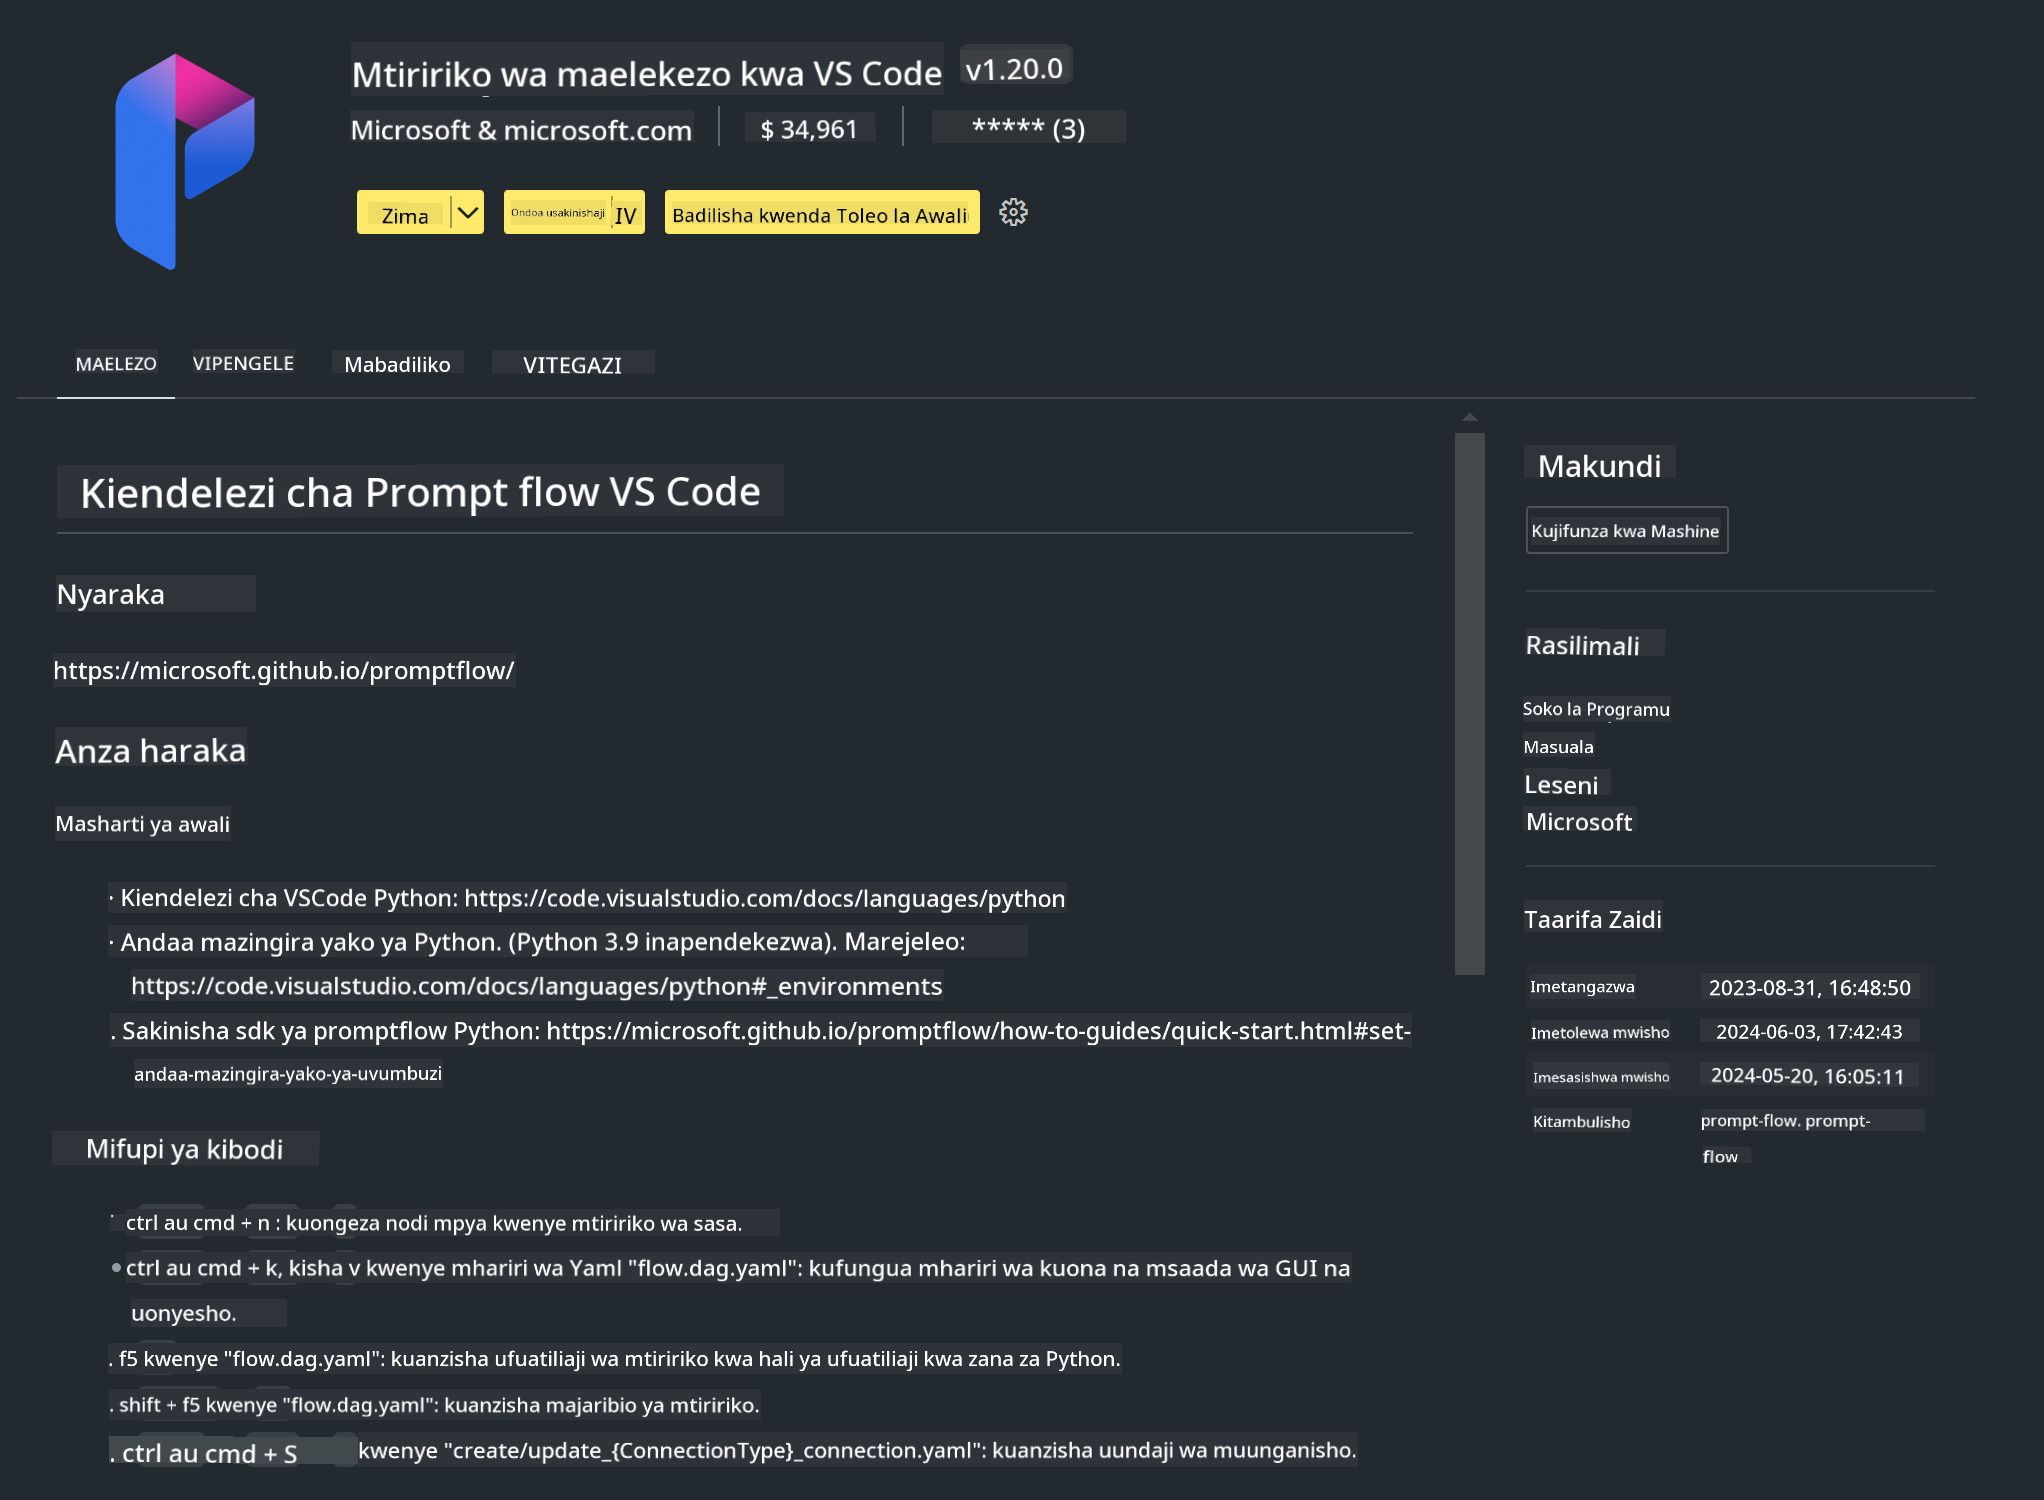 Mtiririko wa maelekezo kwa VS Code v1.20.0
Microsoft & microsoft.com $ 34,961 ***** (3)
Zima Ondoa usakinishaji IV Badilisha kwenda Toleo la Awali
MAELEZO VIPENGELE Mabadiliko VITEGAZI
Kiendelezi cha Prompt flow VS Code
Nyaraka
https://microsoft.github.io/promptflow/
Anza haraka
Masharti ya awali
· Kiendelezi cha VSCode Python: https://code.visualstudio.com/docs/languages/python
· Andaa mazingira yako ya Python. (Python 3.9 inapendekezwa). Marejeleo:
https://code.visualstudio.com/docs/languages/python#_environments
. Sakinisha sdk ya promptflow Python: https://microsoft.github.io/promptflow/how-to-guides/quick-start.html#set-
andaa-mazingira-yako-ya-uvumbuzi
Mifupi ya kibodi
· ctrl au cmd + n : kuongeza nodi mpya kwenye mtiririko wa sasa.
• ctrl au cmd + k, kisha v kwenye mhariri wa Yaml "flow.dag.yaml": kufungua mhariri wa kuona na msaada wa GUI na
uonyesho.
. f5 kwenye "flow.dag.yaml": kuanzisha ufuatiliaji wa mtiririko kwa hali ya ufuatiliaji kwa zana za Python.
. shift + f5 kwenye "flow.dag.yaml": kuanzisha majaribio ya mtiririko.
. ctrl au cmd + S kwenye "create/update_{ConnectionType}_connection.yaml": kuanzisha uundaji wa muunganisho.
Makundi
Kujifunza kwa Mashine
Rasilimali
Soko la Programu
Masuala
Leseni
Microsoft
Taarifa Zaidi
Imetangazwa 2023-08-31, 16:48:50
Imetolewa mwisho 2024-06-03, 17:42:43
Imesasishwa mwisho 2024-05-20, 16:05:11
Kitambulisho prompt-flow. prompt-
flow